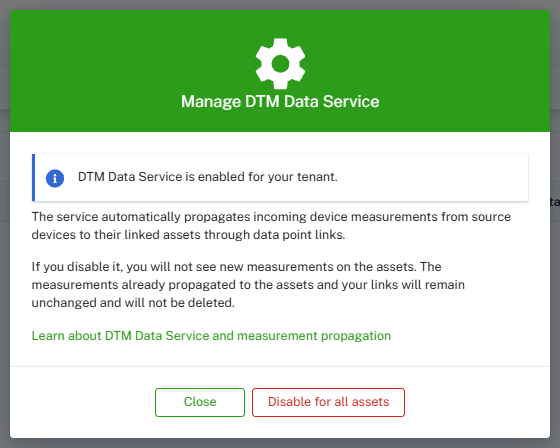 Manage DTM Data Service
DTM Data Service is enabled for your tenant.
The service automatically propagates incoming device measurements from source
devices to their linked assets through data point links.
If you disable it, you will not see new measurements on the assets. The
measurements already propagated to the assets and your links will remain
unchanged and will not be deleted.
Learn about DTM Data Service and measurement propagation
Close
Disable for all assets